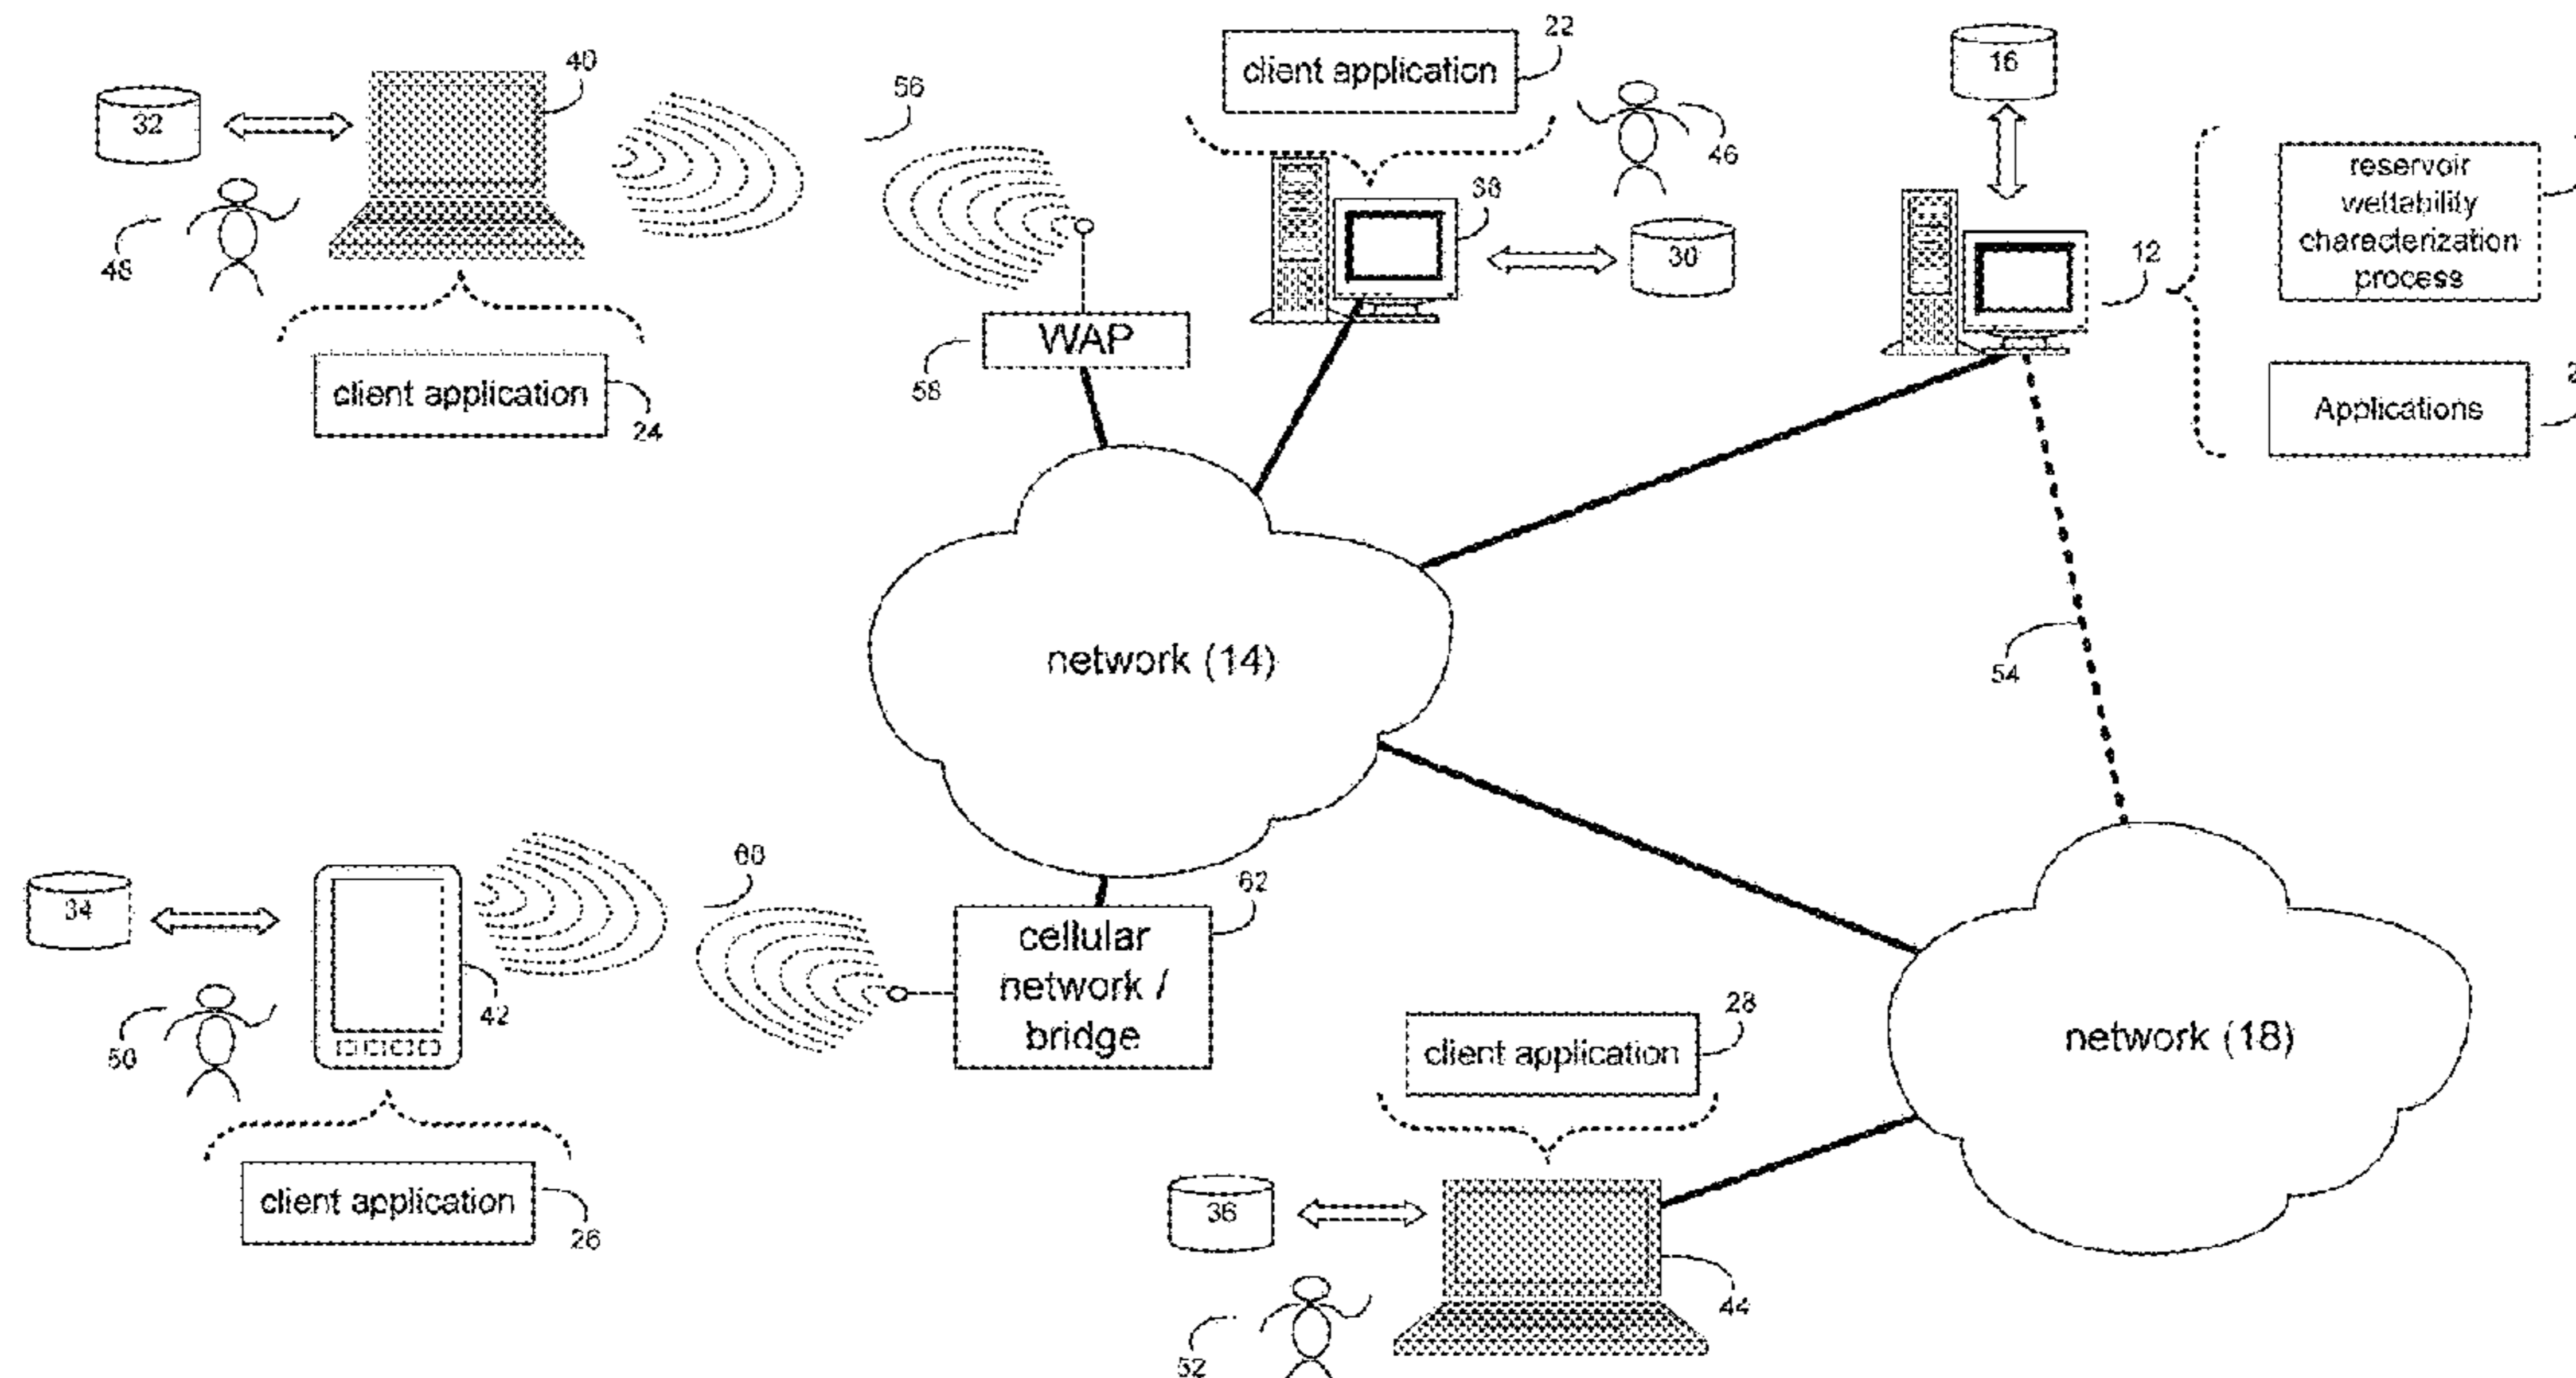 40
22
client application
16
32
56
46
38
reservoir
wettability
characterization
process
48
30
12
WAP
58
client application
24
Applications
network (14)
54
34
60
62
cellular
network /
bridge
42
50
28
client application
network (18)
client application
26
36
44
52